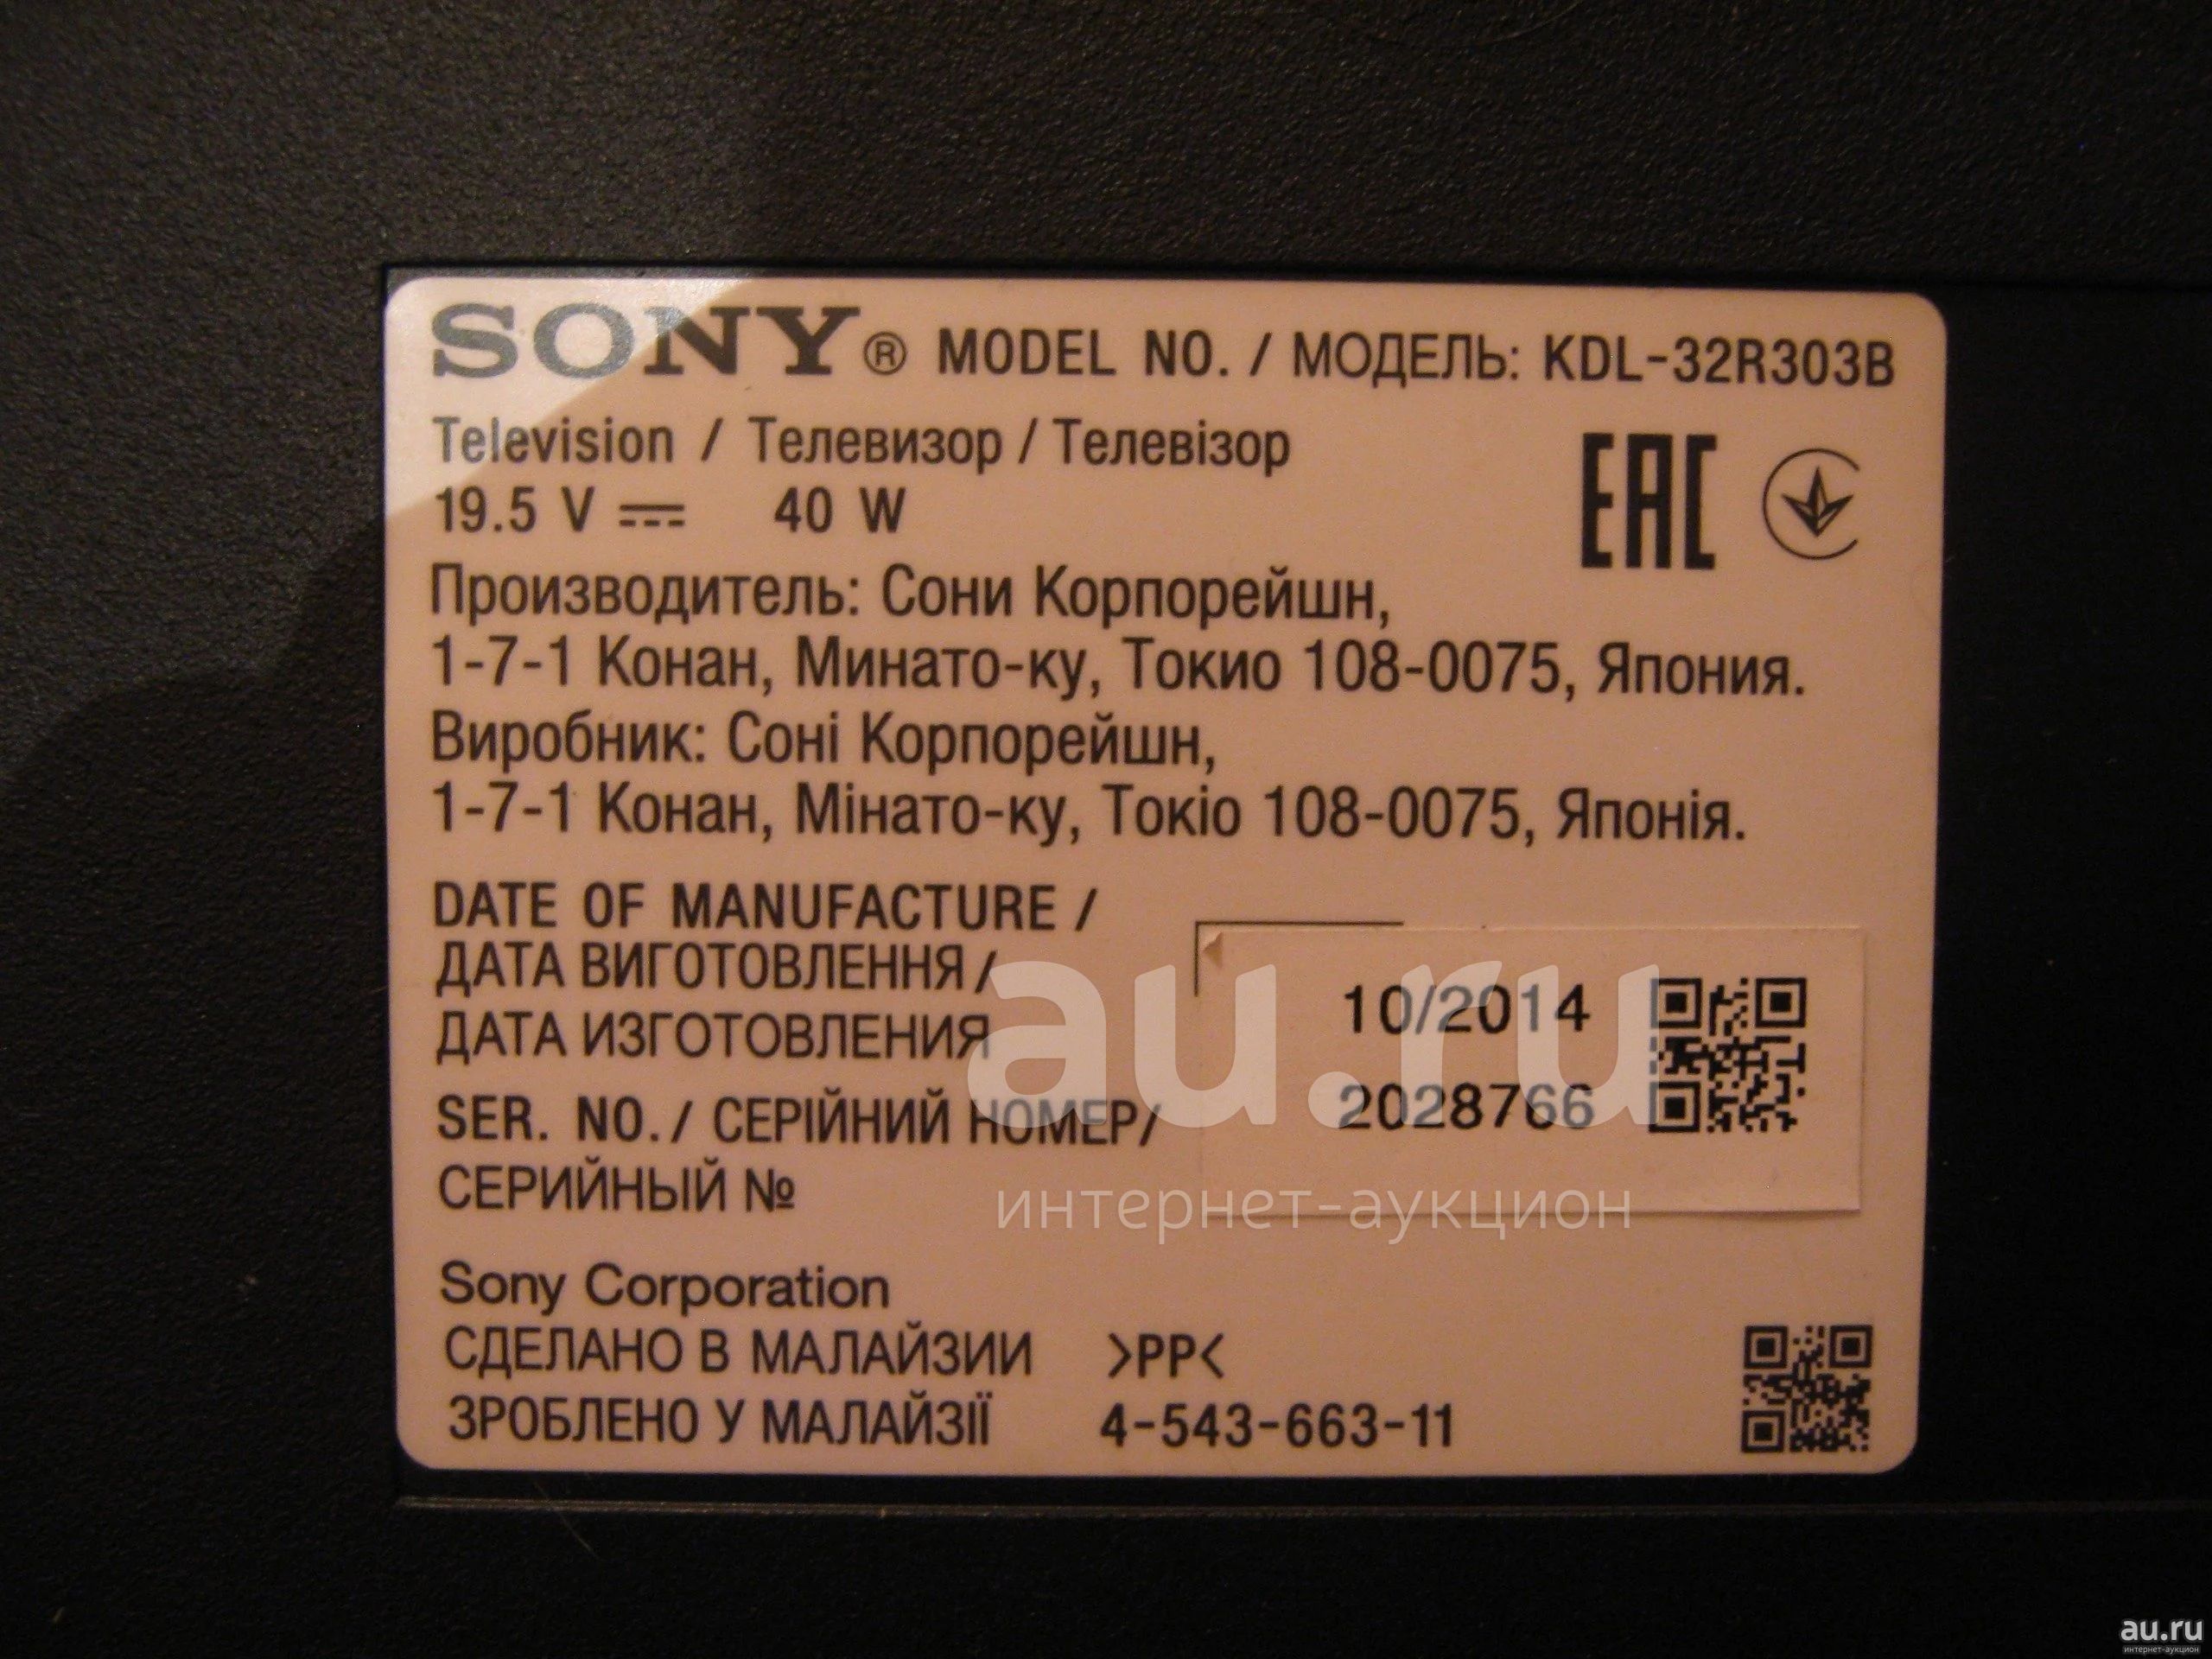 SONY® MODEL NO. / МОДЕЛЬ: KDL-32R303B
Television / Телевизор / Телевізор
19.5 V 40 W
EAC
Производитель: Сони Корпорейшн,
1-7-1 Конан, Минато-ку, Токио 108-0075, Япония.
Виробник: Соні Корпорейшн,
1-7-1 Конан, Мінато-ку, Токіо 108-0075, Японія.
DATE OF MANUFACTURE /
ДАТА ВИГОТОВЛЕННЯ /
ДАТА ИЗГОТОВЛЕНИЯ
10/2014
SER. NO. / СЕРІЙНИЙ НОМЕР/
СЕРИЙНЫЙ №
2028766
au.ru
интернет-аукцион
Sony Corporation
СДЕЛАНО В МАЛАЙЗИИ >PP<
ЗРОБЛЕНО У МАЛАЙЗІЇ 4-543-663-11
au.ru
интернет-аукцион